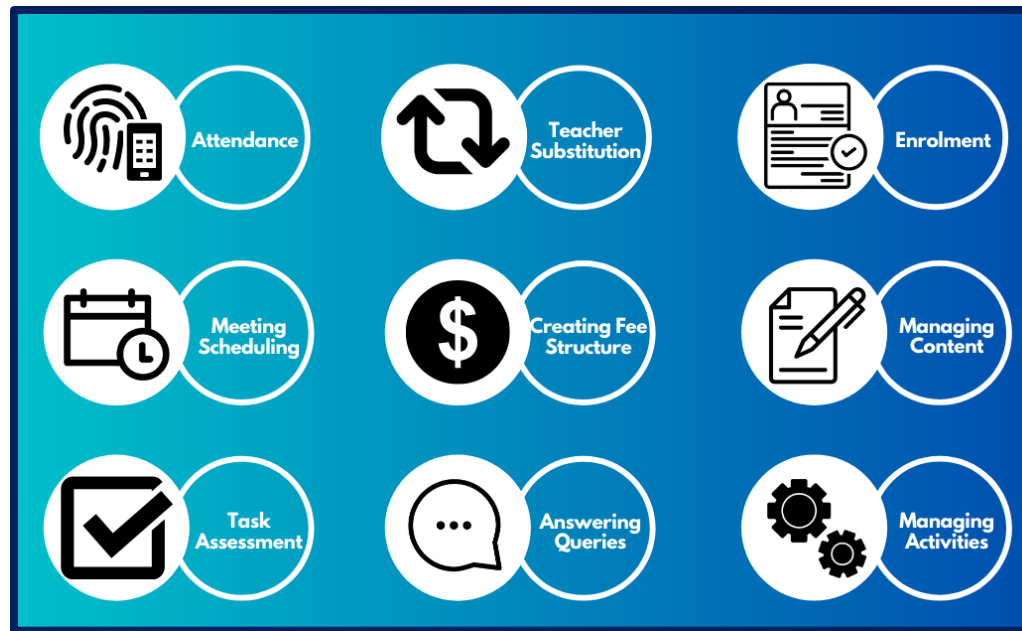 Attendance
Teacher
Substitution
Enrolment
Meeting
Scheduling
Creating Fee
Structure
Managing
Content
Task
Assessment
Answering
Queries
Managing
Activities